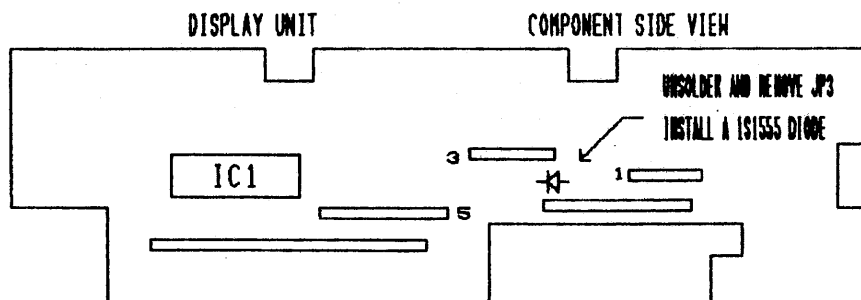 DISPLAY UNIT
COMPONENT SIDE VIEW
UNSOLDER AND REMOVE JP3
INSTALL A 1S1555 DIODE
3
1
IC1
5